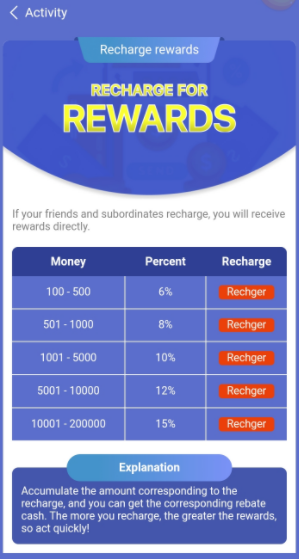 Activity
Recharge rewards
RECHARGE FOR
REWARDS
If your friends and subordinates recharge, you will receive
rewards directly.
Money Percent Recharge
100 - 500 6% Rechger
501 - 1000 8% Rechger
1001 - 5000 10% Rechger
5001 - 10000 12% Rechger
10001 - 200000 15% Rechger
Explanation
Accumulate the amount corresponding to the
recharge, and you can get the corresponding rebate
cash. The more you recharge, the greater the rewards,
so act quickly!